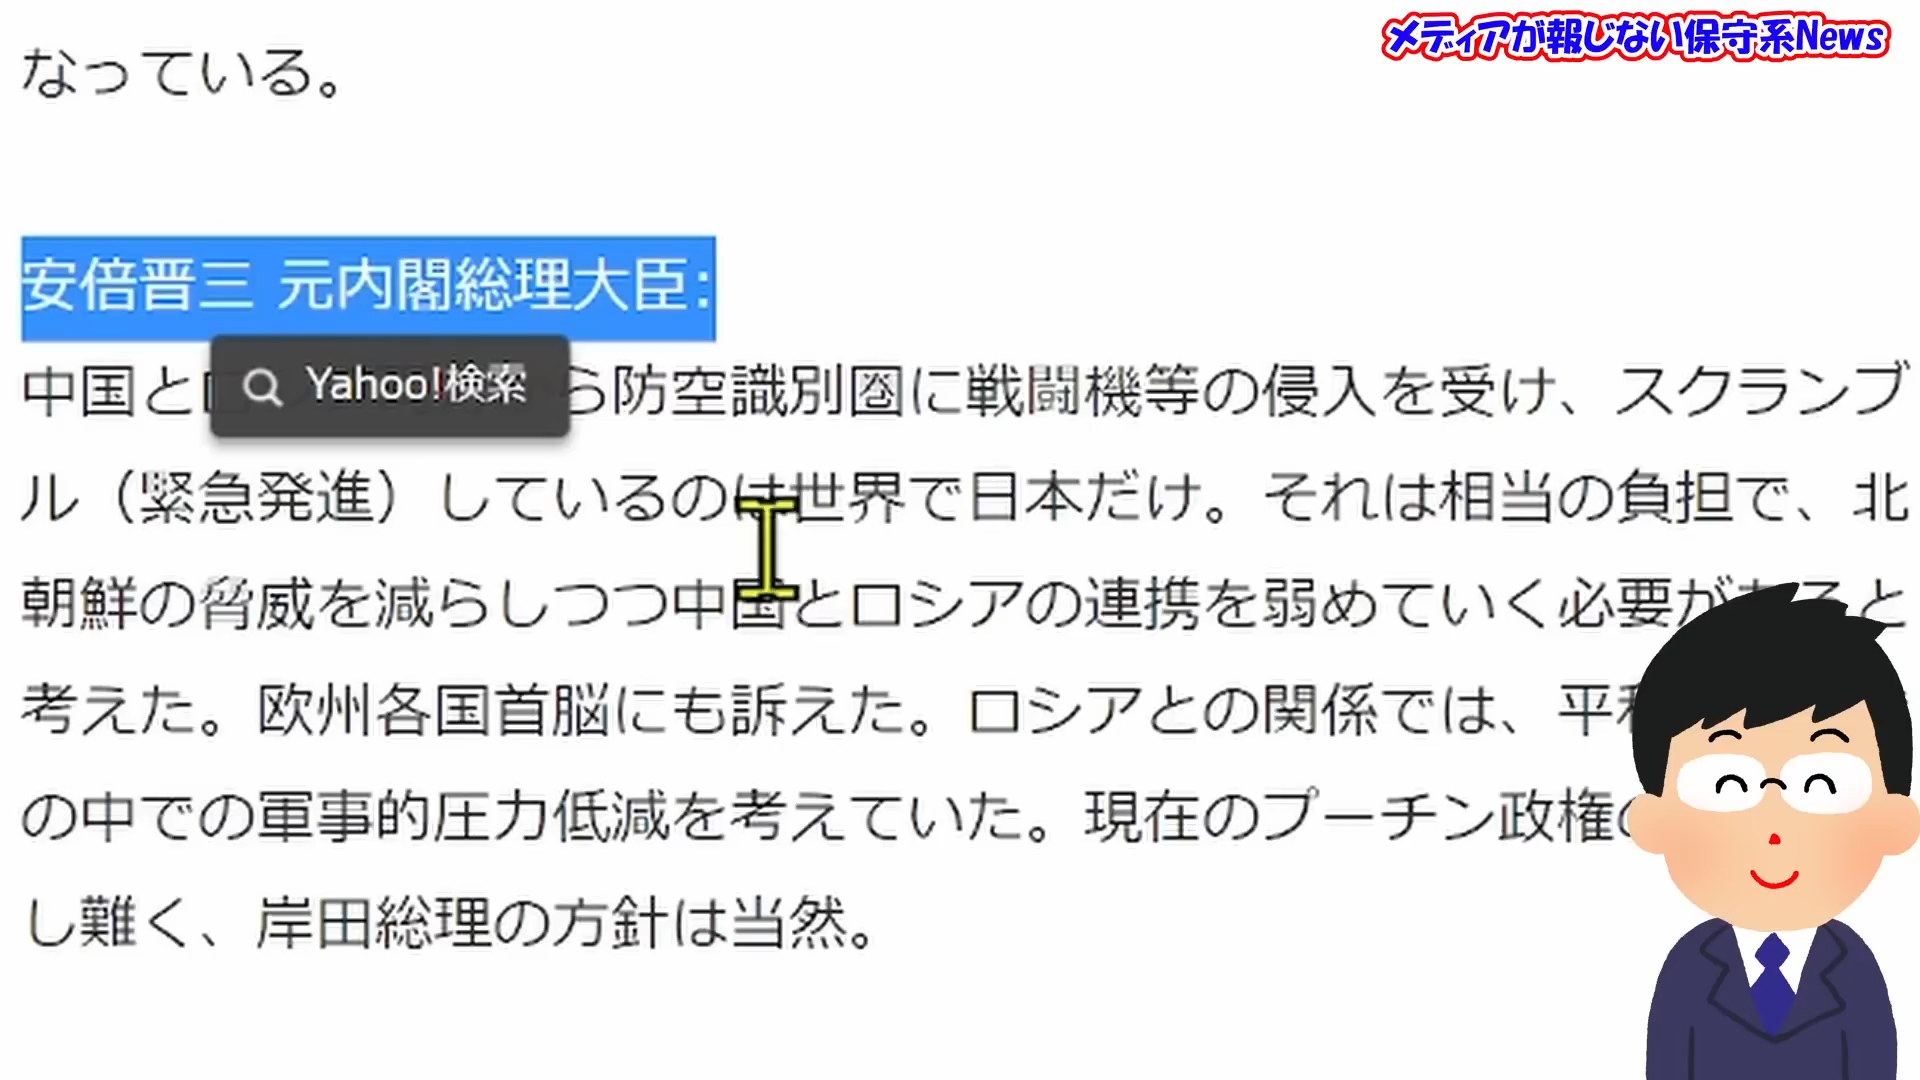 メディアが報じない保守系News
なっている。
安倍晋三 元内閣総理大臣:
中国と
Yahoo!検索
ら防空識別圏に戦闘機等の侵入を受け、スクランブ
ル（緊急発進）しているのは世界で日本だけ。それは相当の負担で、北
朝鮮の脅威を減らしつつ中国とロシアの連携を弱めていく必要があると
考えた。欧州各国首脳にも訴えた。ロシアとの関係では、平
の中での軍事的圧力低減を考えていた。現在のプーチン政権
し難く、岸田総理の方針は当然。